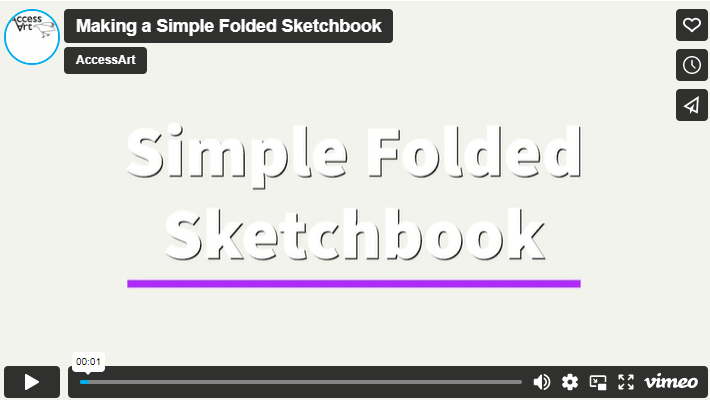 Access
Art
Making a Simple Folded Sketchbook
AccessArt
Simple Folded
Sketchbook
00:01
vimeo